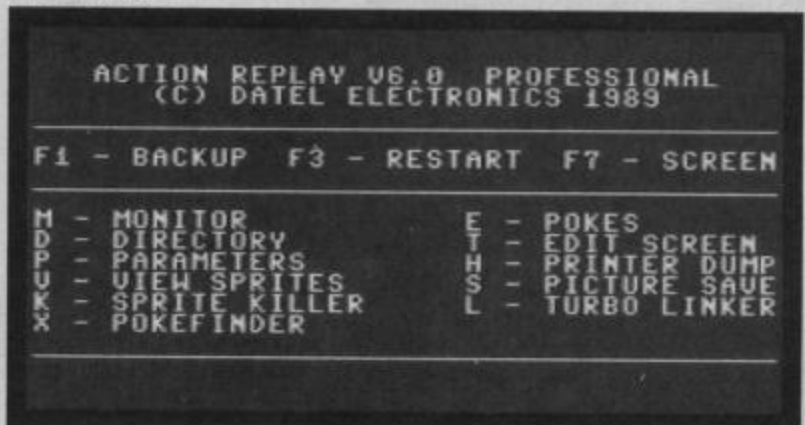 ACTION REPLAY V6.0 PROFESSIONAL
(C) DATEL ELECTRONICS 1989
F1 - BACKUP F3 - RESTART F7 - SCREEN
M - MONITOR
D - DIRECTORY
P - PARAMETERS
V - VIEW SPRITES
K - SPRITE KILLER
X - POKEFINDER
E - POKES
T - EDIT SCREEN
H - PRINTER DUMP
S - PICTURE SAVE
L - TURBO LINKER